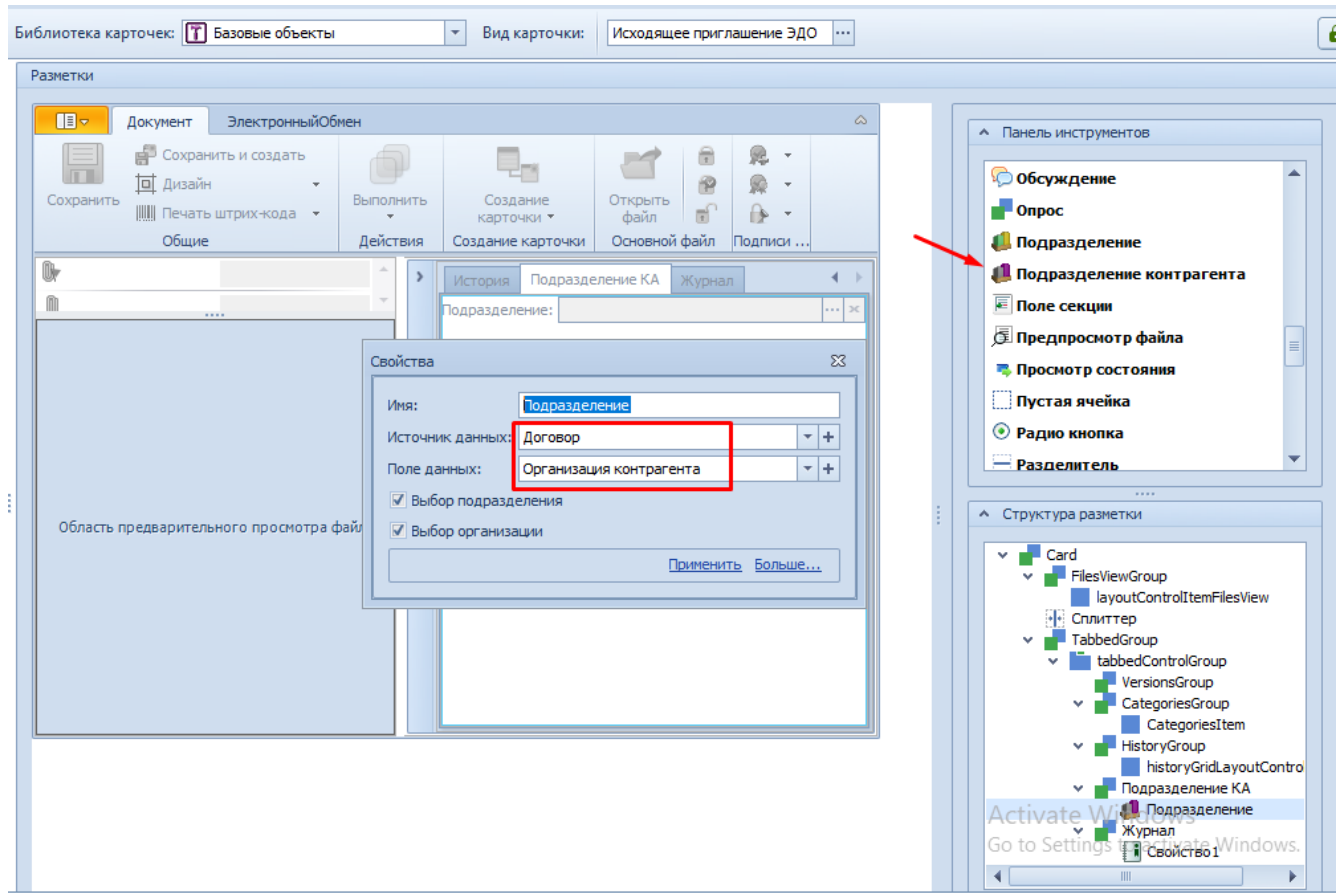 Библиотека карточек: Базовые объекты Вид карточки: Исходящее приглашение ЭДО ...
Разметки
Документ ЭлектронныйОбмен
Сохранить
Сохранить и создать
Дизайн
Печать штрих-кода
Общие
Выполнить
Действия
Создание
карточки
Создание карточки
Открыть
файл
Основной файл
Подписи ...
История Подразделение КА Журнал
Подразделение: ...
Область предварительного просмотра фай
Свойства
Имя: Подразделение
Источник данных: Договор
Поле данных: Организация контрагента
Выбор подразделения
Выбор организации
Применить Больше...
Панель инструментов
Обсуждение
Опрос
Подразделение
Подразделение контрагента
Поле секции
Предпросмотр файла
Просмотр состояния
Пустая ячейка
Радио кнопка
Разделитель
Структура разметки
Card
FilesViewGroup
layoutControlItemFilesView
Сплиттер
TabbedGroup
tabbedControlGroup
VersionsGroup
CategoriesGroup
CategoriesItem
HistoryGroup
historyGridLayoutContro
Подразделение КА
Подразделение
Журнал
Свойство1
Activate Windows
Go to Settings to activate Windows.